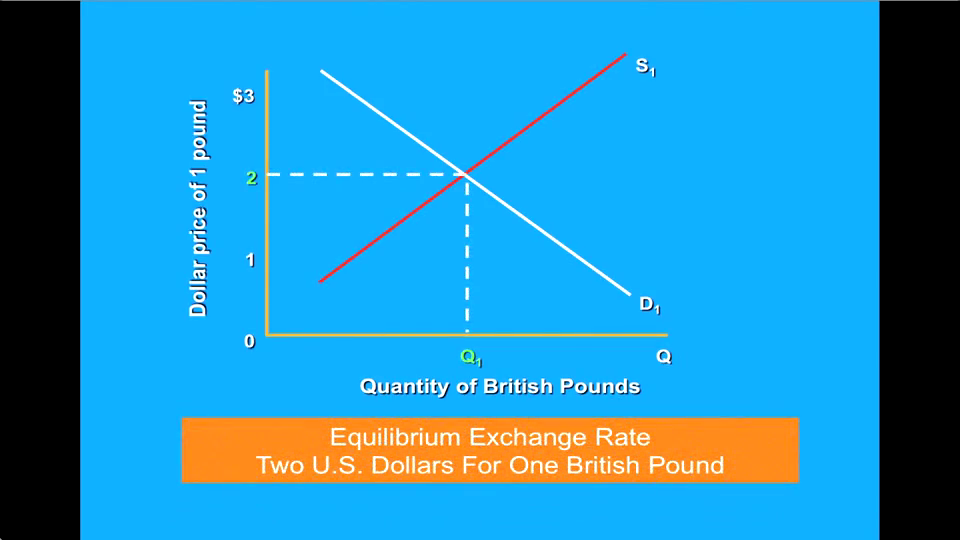 S1
$3
2
1
0
Dollar price of 1 pound
D1
Q1
Q
Quantity of British Pounds
Equilibrium Exchange Rate
Two U.S. Dollars For One British Pound